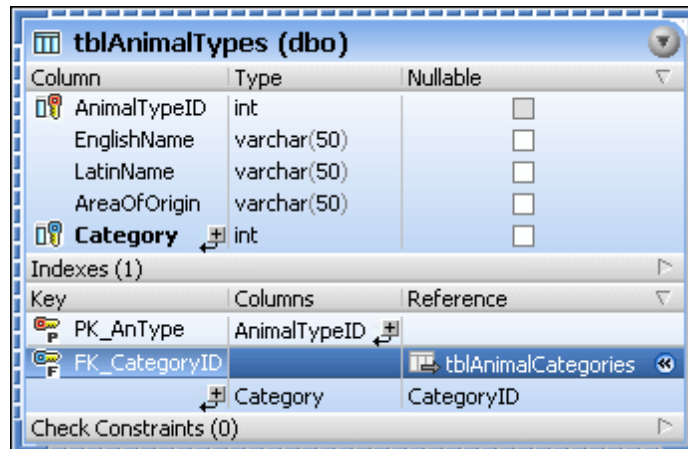 tblAnimalTypes (dbo)
Column Type Nullable
AnimalTypeID int
EnglishName varchar(50)
LatinName varchar(50)
AreaOfOrigin varchar(50)
Category int
Indexes (1)
Key Columns Reference
P PK_AnType AnimalTypeID
F FK_CategoryID tblAnimalCategories
Category CategoryID
Check Constraints (0)